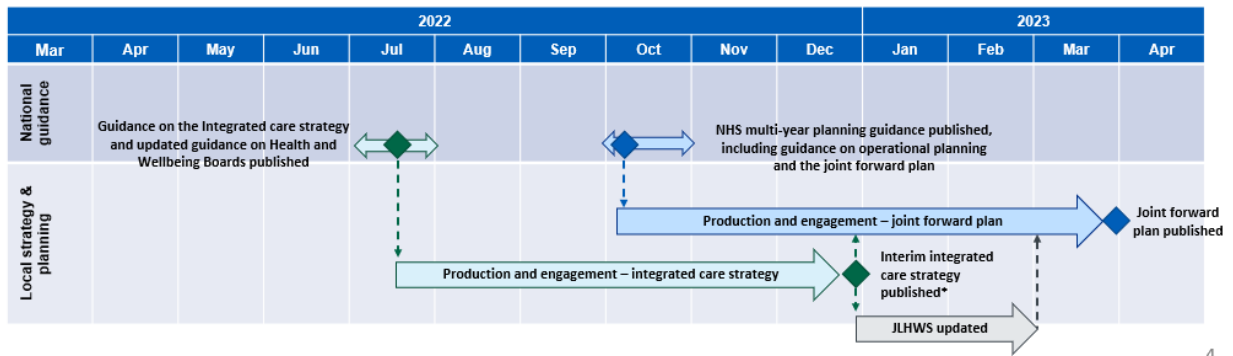 2022
2023
Mar
Apr
May
Jun
Jul
Aug
Sep
Oct
Nov
Dec
Jan
Feb
Mar
Apr
National
guidance
Guidance on the Integrated care strategy
and updated guidance on Health and
Wellbeing Boards published
NHS multi-year planning guidance published,
including guidance on operational planning
and the joint forward plan
Local strategy &
planning
Production and engagement – joint forward plan
Joint forward
plan published
Production and engagement – integrated care strategy
Interim integrated
care strategy
published*
JLHWS updated
4